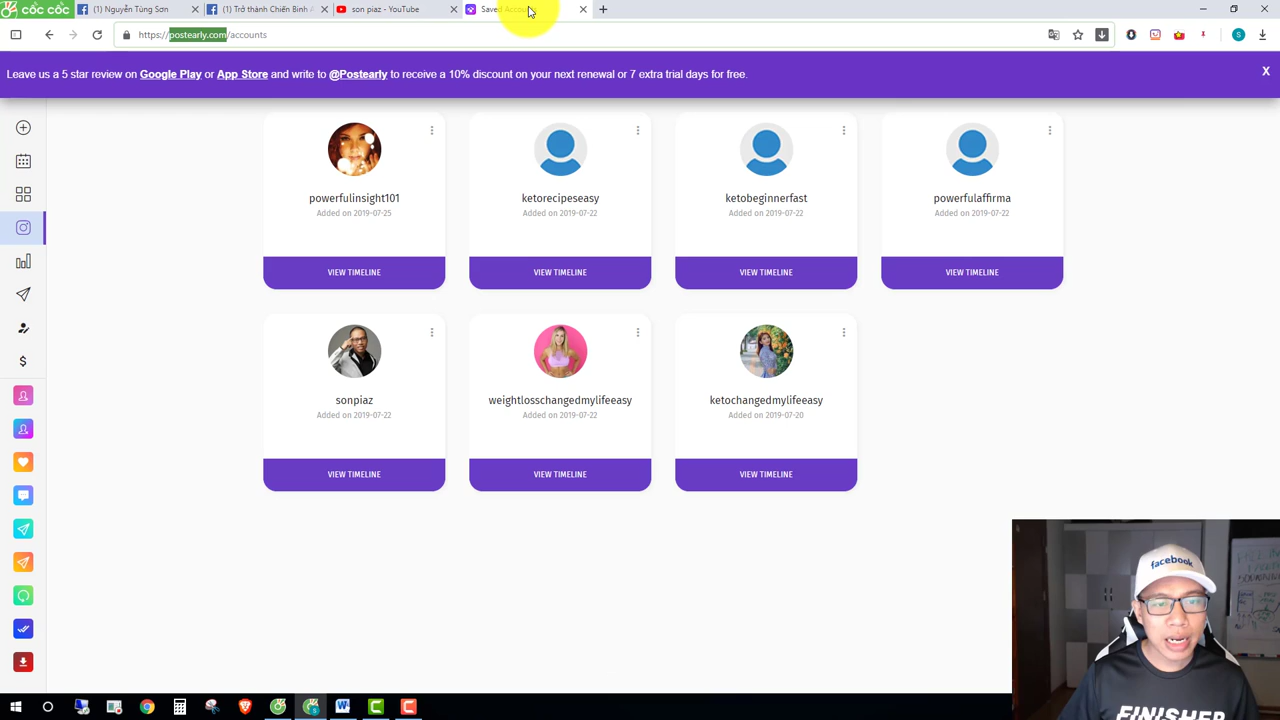 CỐC CỐC
(1) Nguyễn Tùng Sơn
(1) Trở thành Chiến Binh A
son piaz - YouTube
Saved Accounts
https://postearly.com/accounts
Leave us a 5 star review on Google Play or App Store and write to @Postearly to receive a 10% discount on your next renewal or 7 extra trial days for free.
X
powerfulinsight101
Added on 2019-07-25
VIEW TIMELINE
ketorecipeseasy
Added on 2019-07-22
VIEW TIMELINE
ketobeginnerfast
Added on 2019-07-22
VIEW TIMELINE
powerfulaffirma
Added on 2019-07-22
VIEW TIMELINE
sonpiaz
Added on 2019-07-22
VIEW TIMELINE
weightlosschangedmylifeeasy
Added on 2019-07-22
VIEW TIMELINE
ketochangedmylifeeasy
Added on 2019-07-20
VIEW TIMELINE
facebook
FINISHER